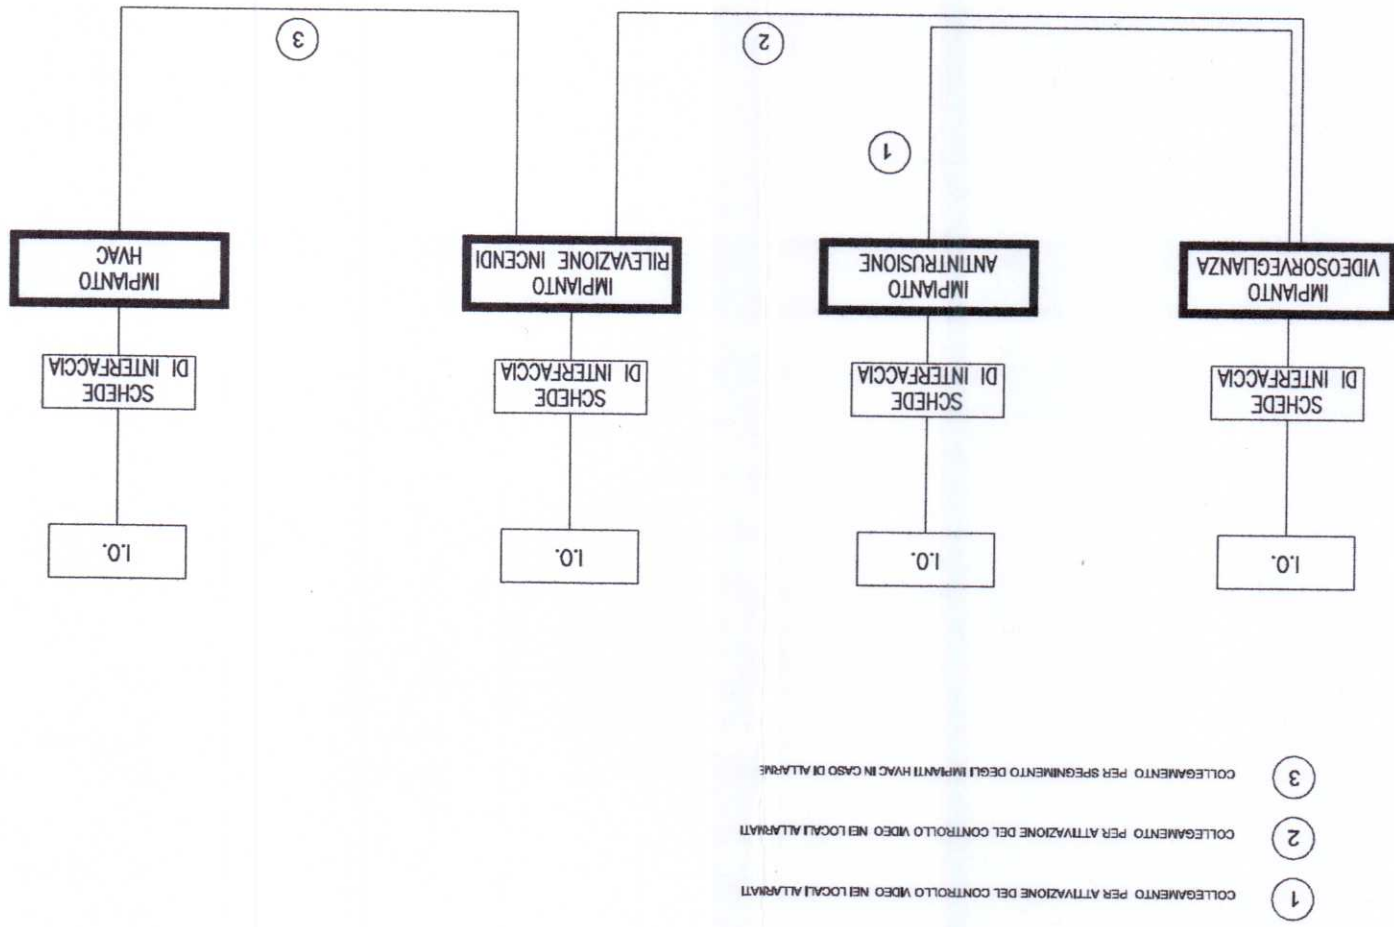 1 COLLEGAMENTO PER ATTIVAZIONE DEL CONTROLLO VIDEO NEI LOCALI ALLARMATI
2 COLLEGAMENTO PER ATTIVAZIONE DEL CONTROLLO VIDEO NEI LOCALI ALLARMATI
3 COLLEGAMENTO PER SPEGNIMENTO DEGLI IMPIANTI HVAC IN CASO DI ALLARME
I.O.
I.O.
I.O.
I.O.
SCHEDE
DI INTERFACCIA
SCHEDE
DI INTERFACCIA
SCHEDE
DI INTERFACCIA
SCHEDE
DI INTERFACCIA
IMPIANTO
VIDEOSORVEGLIANZA
IMPIANTO
ANTINTRUSIONE
IMPIANTO
RILEVAZIONE INCENDI
IMPIANTO
HVAC
1
2
3